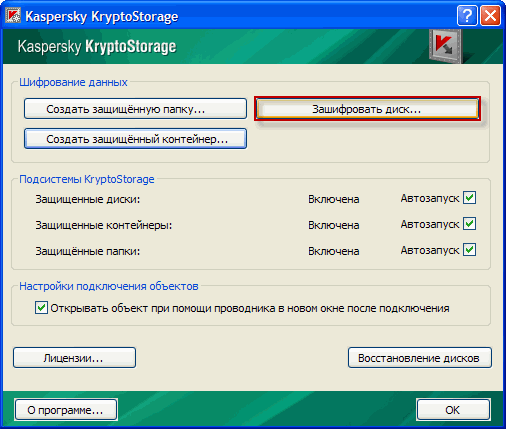 Kaspersky KryptoStorage
Kaspersky KryptoStorage
Шифрование данных
Создать защищённую папку...
Зашифровать диск...
Создать защищённый контейнер...
Подсистемы KryptoStorage
Защищенные диски: Включена Автозапуск
Защищенные контейнеры: Включена Автозапуск
Защищённые папки: Включена Автозапуск
Настройки подключения объектов
Открывать объект при помощи проводника в новом окне после подключения
Лицензии... Восстановление дисков
О программе... OK